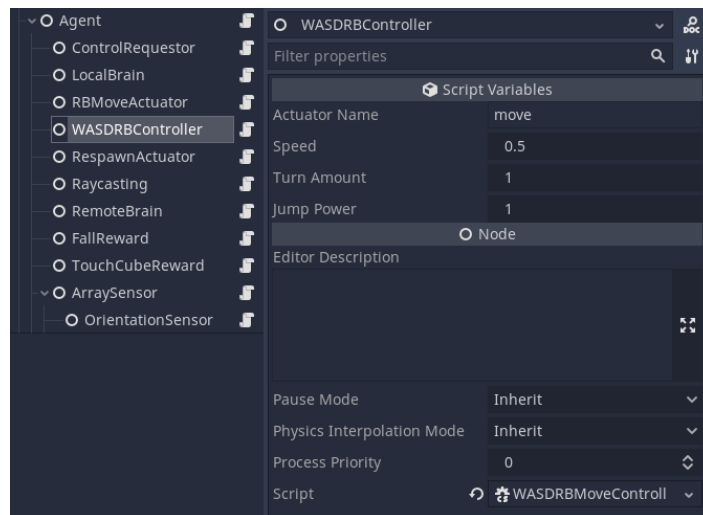 Agent
ControlRequestor
LocalBrain
RBMoveActuator
WASDRBController
RespawnActuator
Raycasting
RemoteBrain
FallReward
TouchCubeReward
ArraySensor
OrientationSensor
WASDRBController
DOC
Filter properties
Script Variables
Actuator Name move
Speed 0.5
Turn Amount 1
Jump Power 1
Node
Editor Description
Pause Mode Inherit
Physics Interpolation Mode Inherit
Process Priority 0
Script C# WASDRBMoveControll